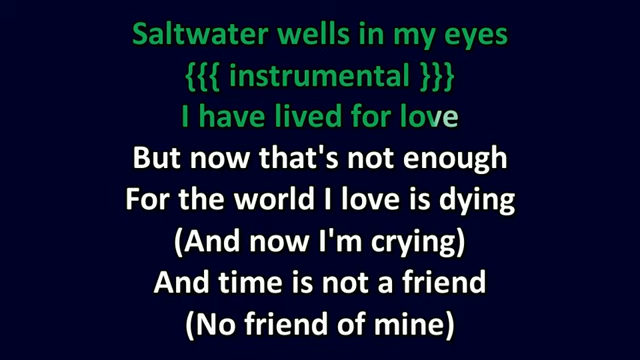 Saltwater wells in my eyes
{{{ instrumental }}}
I have lived for love
But now that's not enough
For the world I love is dying
(And now I'm crying)
And time is not a friend
(No friend of mine)